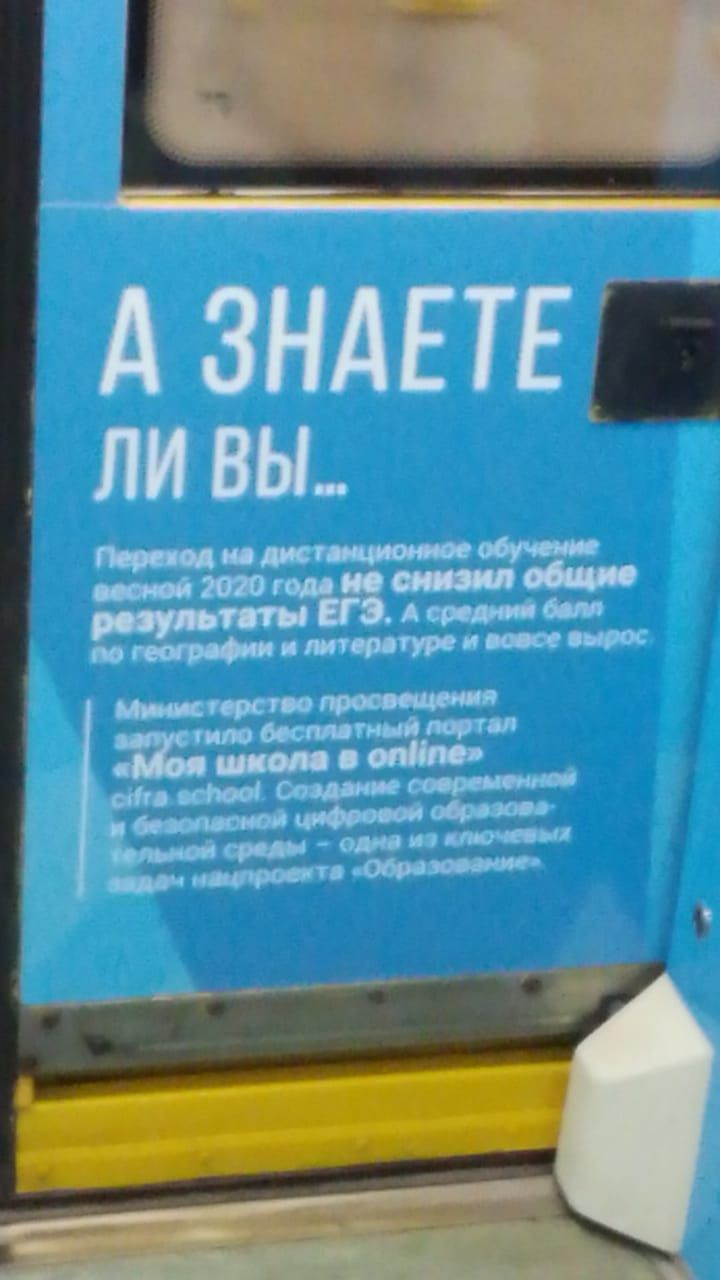 А ЗНАЕТЕ
ЛИ ВЫ...
Переход на дистанционное обучение
весной 2020 года не снизил общие
результаты ЕГЭ. А средний балл
по географии и литературе и вовсе вырос.
Министерство просвещения
запустило бесплатный портал
«Моя школа в online»
cifra school. Создание современной
и безопасной цифровой образова-
тельной среды – одна из ключевых
задач нацпроекта «Образование».